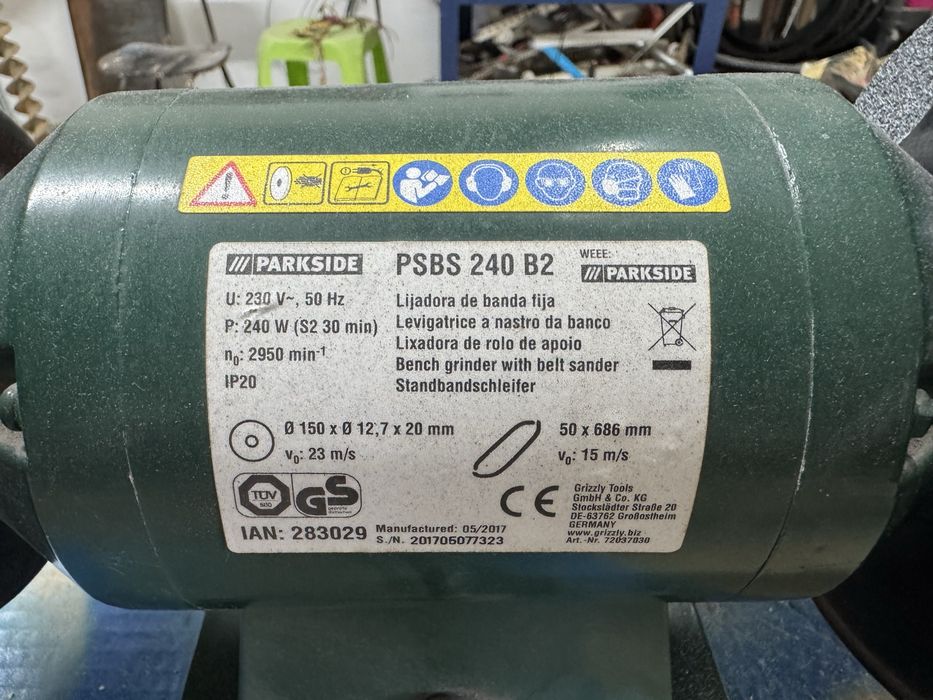 PARKSIDE
PSBS 240 B2
WEEE:
PARKSIDE
U: 230 V~, 50 Hz
P: 240 W (S2 30 min)
n₀: 2950 min⁻¹
IP20
Lijadora de banda fija
Levigatrice a nastro da banco
Lixadora de rolo de apoio
Bench grinder with belt sander
Standbandschleifer
Ø 150 x Ø 12,7 x 20 mm
v₀: 23 m/s
50 x 686 mm
v₀: 15 m/s
TÜV
GS
geprüfte Sicherheit
CE
Grizzly Tools
GmbH & Co. KG
Stockstädter Straße 20
DE-63762 Großostheim
GERMANY
www.grizzly.biz
Art.-Nr. 72037030
IAN: 283029
Manufactured: 05/2017
S./N. 201705077323